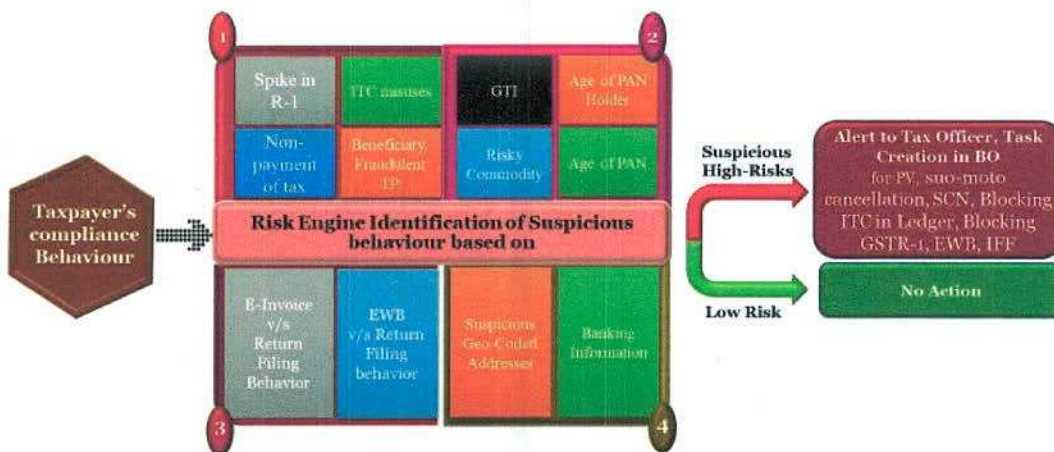 1
2
Spike in
R-1
ITC misuses
GTI
Age of PAN
Holder
Non-
payment
of tax
Beneficiary
Fraudulent
TP
Risky
Commodity
Age of PAN
Taxpayer's
compliance
Behaviour
Risk Engine Identification of Suspicious
behaviour based on
E-Invoice
v/s
Return
Filing
Behavior
EWB
v/s Return
Filing
behavior
Suspicious
Geo-Coded
Addresses
Banking
Information
3
4
Suspicious
High-Risks
Low Risk
Alert to Tax Officer, Task
Creation in BO
for PV, suo-moto
cancellation, SCN, Blocking
ITC in Ledger, Blocking
GSTR-1, EWB, IFF
No Action